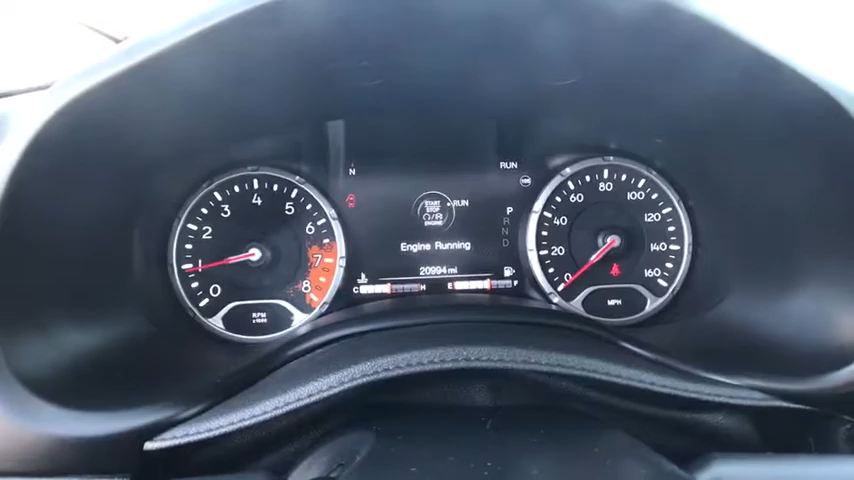 0
1
2
3
4
5
6
7
8
RPM
x1000
N
START
STOP
ENGINE
RUN
Engine Running
20994 mi
C H
E F
RUN
P
R
N
D
0
20
40
60
80
100
120
140
160
MPH